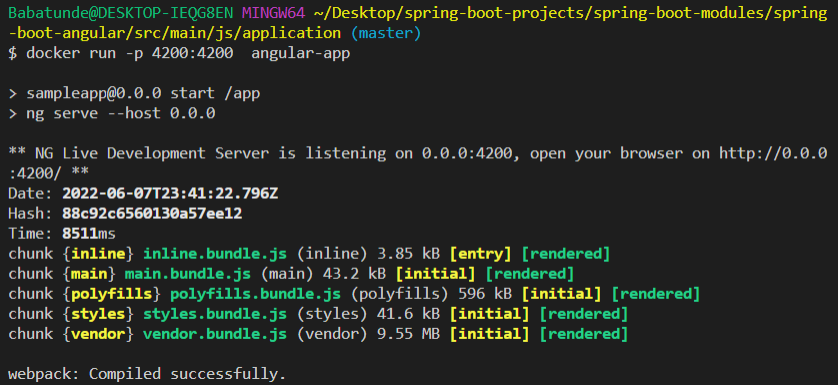 Babatunde@DESKTOP-IEQG8EN MINGW64 ~/Desktop/spring-boot-projects/spring-boot-modules/spring
-boot-angular/src/main/js/application (master)
$ docker run -p 4200:4200  angular-app

> sampleapp@0.0.0 start /app
> ng serve --host 0.0.0

** NG Live Development Server is listening on 0.0.0:4200, open your browser on http://0.0.0
:4200/ **
Date: 2022-06-07T23:41:22.796Z
Hash: 88c92c6560130a57ee12
Time: 8511ms
chunk {inline} inline.bundle.js (inline) 3.85 kB [entry] [rendered]
chunk {main} main.bundle.js (main) 43.2 kB [initial] [rendered]
chunk {polyfills} polyfills.bundle.js (polyfills) 596 kB [initial] [rendered]
chunk {styles} styles.bundle.js (styles) 41.6 kB [initial] [rendered]
chunk {vendor} vendor.bundle.js (vendor) 9.55 MB [initial] [rendered]

webpack: Compiled successfully.